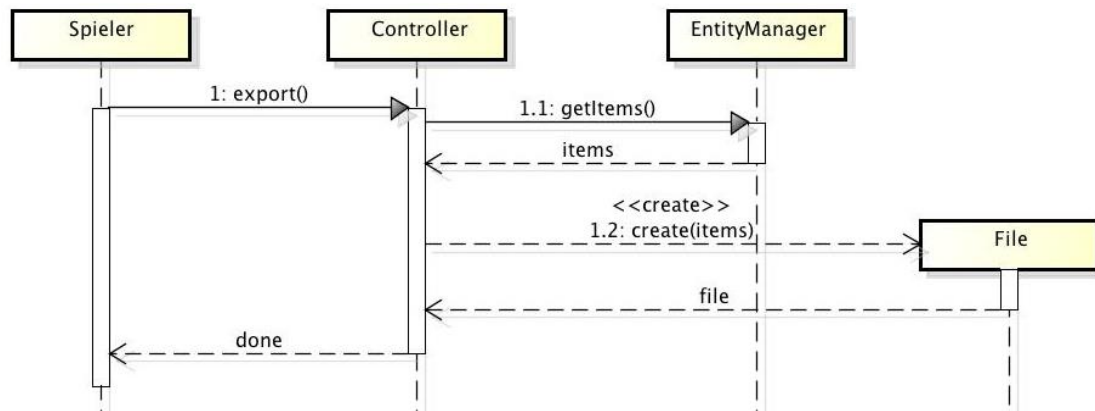 Spieler
Controller
EntityManager
1: export()
1.1: getItems()
items
<<create>>
1.2: create(items)
File
file
done